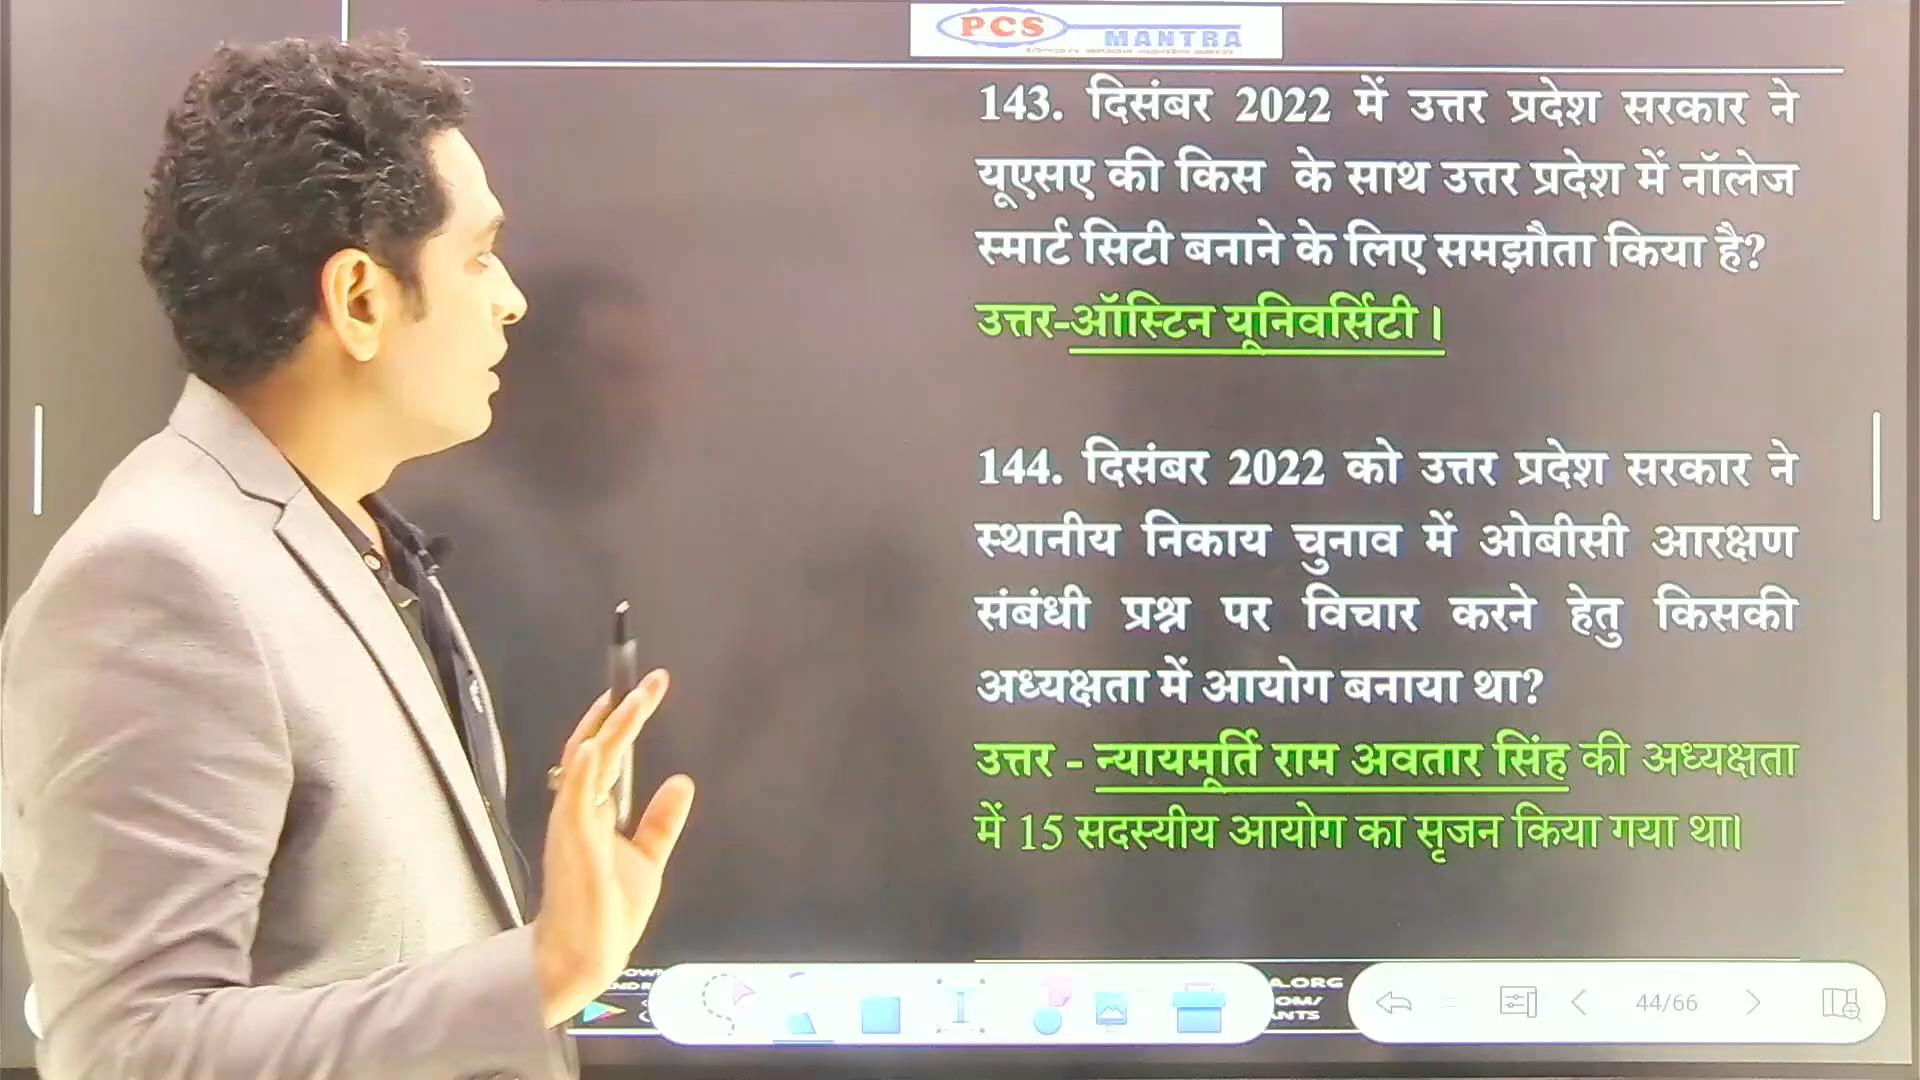 PCS
MANTRA
143. दिसंबर 2022 में उत्तर प्रदेश सरकार ने
यूएसए की किस के साथ उत्तर प्रदेश में नॉलेज
स्मार्ट सिटी बनाने के लिए समझौता किया है?
उत्तर-ऑस्टिन यूनिवर्सिटी।
144. दिसंबर 2022 को उत्तर प्रदेश सरकार ने
स्थानीय निकाय चुनाव में ओबीसी आरक्षण
संबंधी प्रश्न पर विचार करने हेतु किसकी
अध्यक्षता में आयोग बनाया था?
उत्तर - न्यायमूर्ति राम अवतार सिंह की अध्यक्षता
में 15 सदस्यीय आयोग का सृजन किया गया था।
44/66